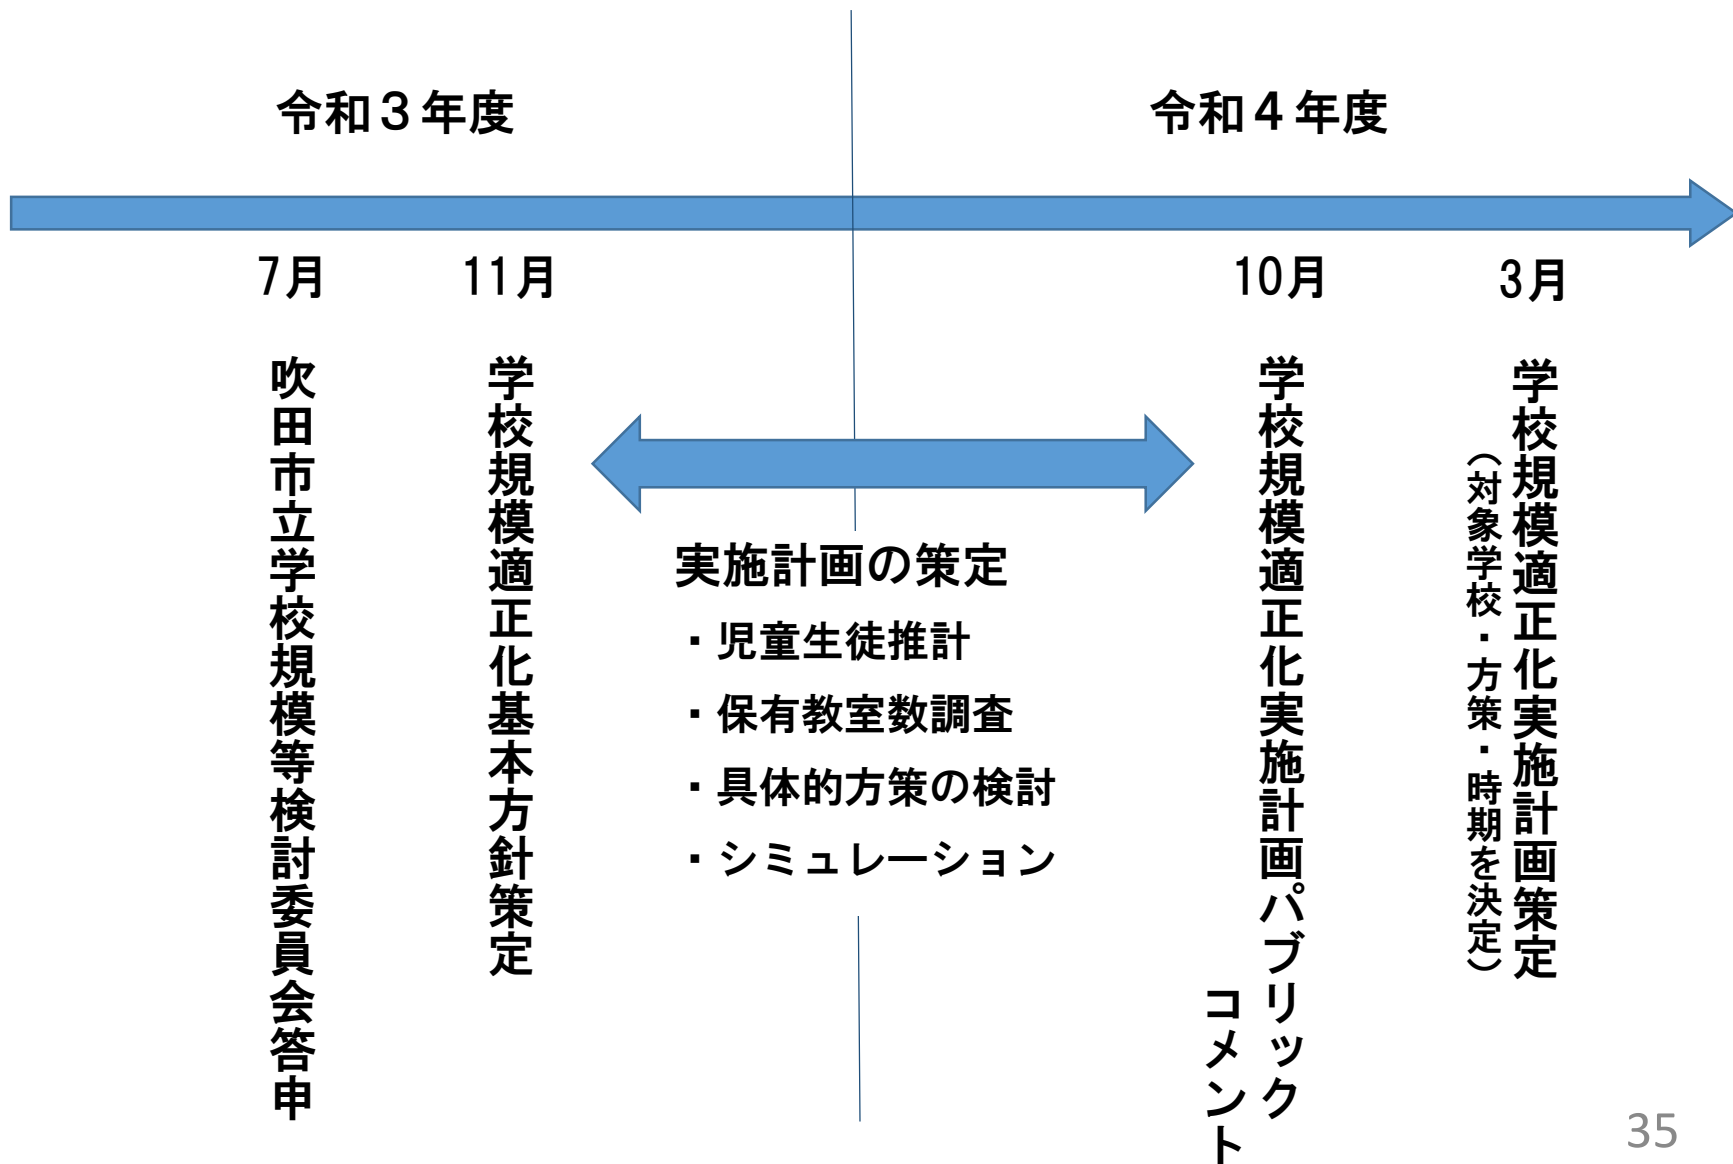 令和３年度
令和４年度
7月
11月
10月
3月
吹田市立学校規模等検討委員会答申
学校規模適正化基本方針策定
実施計画の策定
・児童生徒推計
・保有教室数調査
・具体的方策の検討
・シミュレーション
学校規模適正化実施計画パブリック
コメント
学校規模適正化実施計画策定
（対象学校・方策・時期を決定）
35